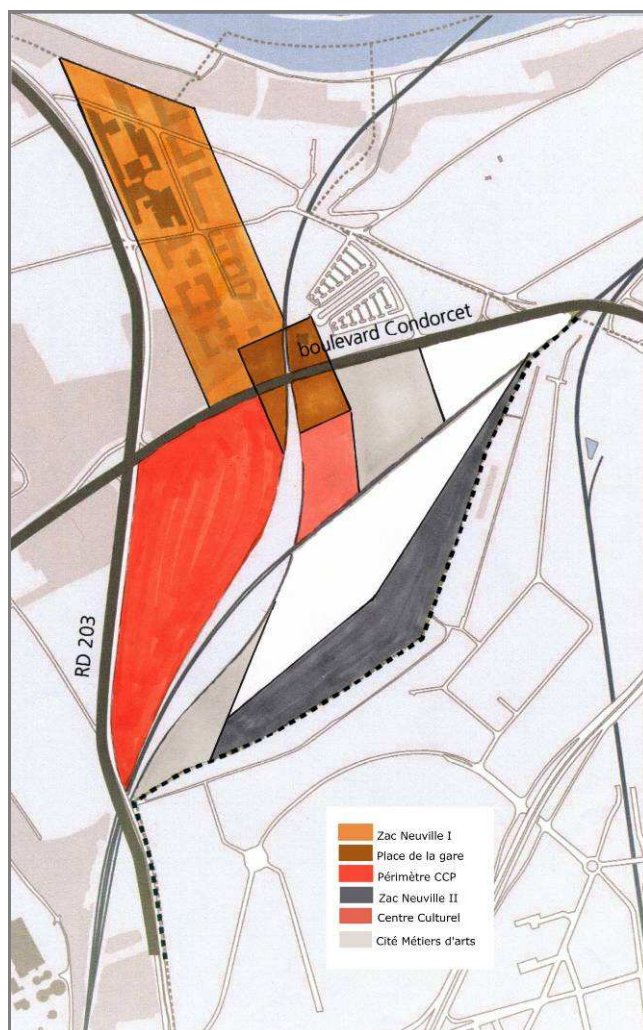 boulevard Condorcet
RD 203
Zac Neuville I
Place de la gare
Périmètre CCP
Zac Neuville II
Centre Culturel
Cité Métiers d'arts